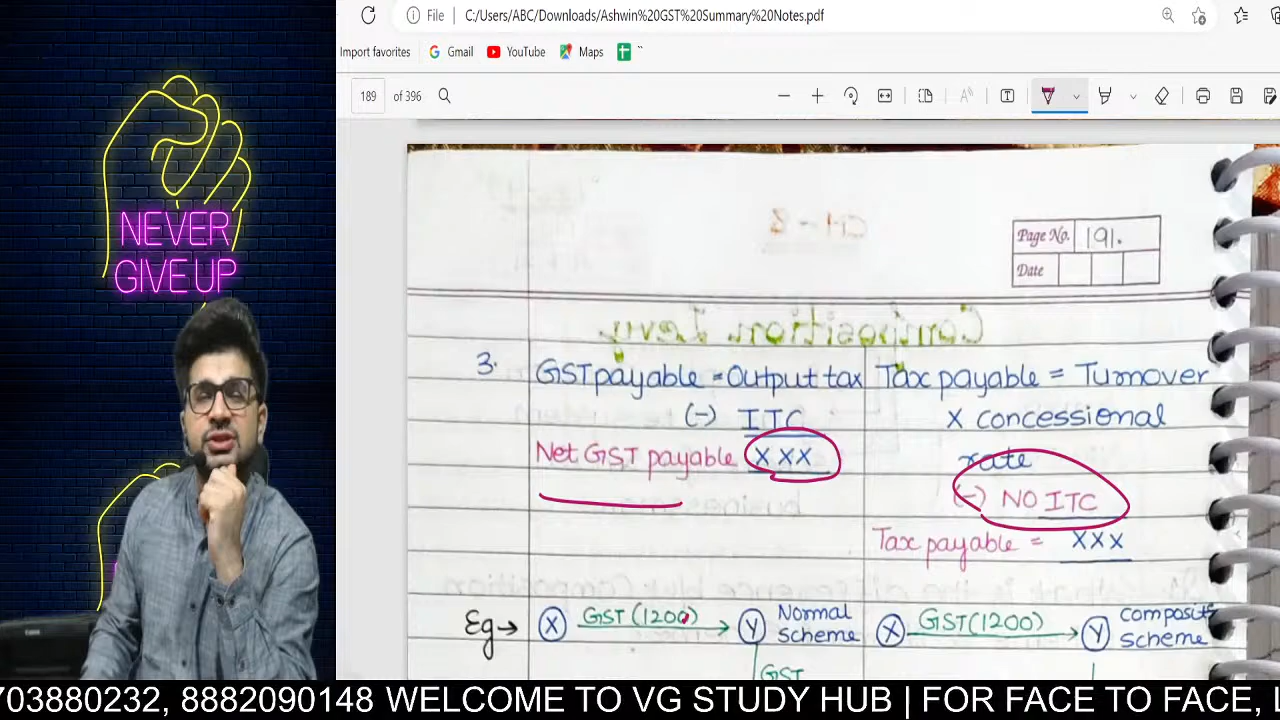 File C:/Users/ABC/Downloads/Ashwin%20GST%20Summary%20Notes.pdf
Import favorites Gmail YouTube Maps
189 of 396
NEVER
GIVE UP
Page No. 191.
Date
3. GST payable = Output tax
(-) ITC
Net GST payable XXX
Tax payable = Turnover
X concessional
rate
(-) NO ITC
Tax payable = XXX
Eg→ X GST (1200) Y Normal
scheme
GST
X GST (1200) Y Composit
scheme
703880232, 8882090148 WELCOME TO VG STUDY HUB | FOR FACE TO FACE,